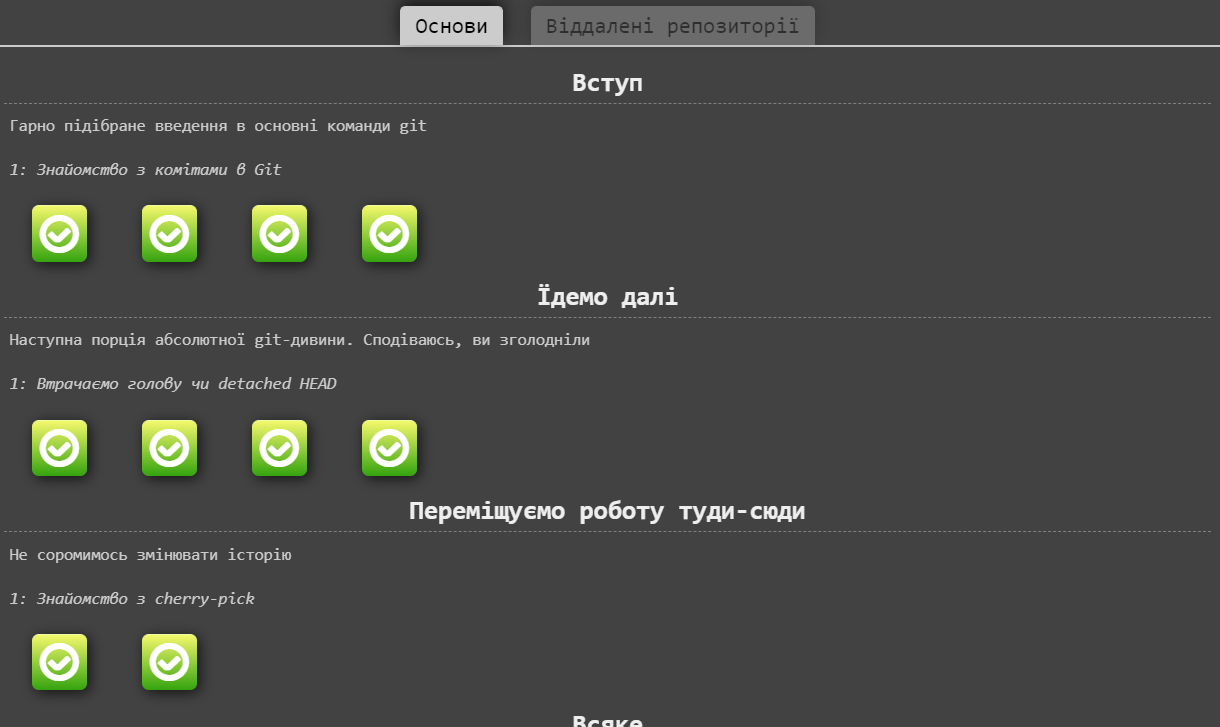 Основи
Віддалені репозиторії
Вступ
Гарно підібране введення в основні команди git
1: Знайомство з комітами в Git
Їдемо далі
Наступна порція абсолютної git-дивини. Сподіваюсь, ви зголодніли
1: Втрачаємо голову чи detached HEAD
Переміщуємо роботу туди-сюди
Не соромимось змінювати історію
1: Знайомство з cherry-pick
Всяке